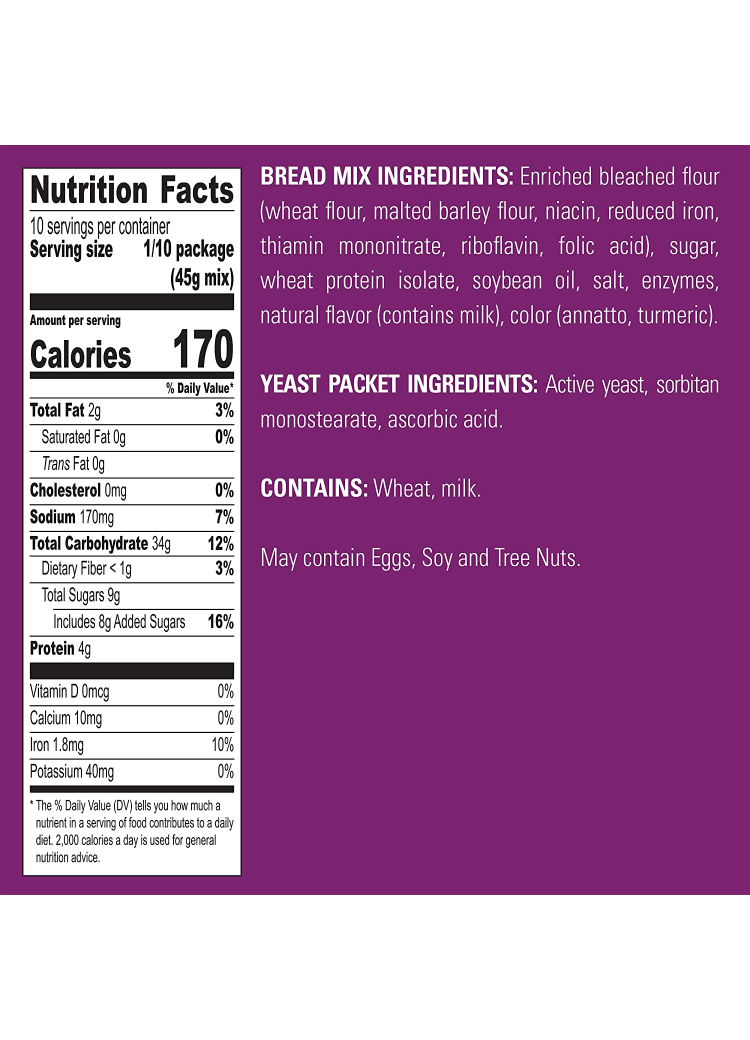 Nutrition Facts
10 servings per container
Serving size 1/10 package
(45g mix)
Amount per serving
Calories 170
% Daily Value*
Total Fat 2g 3%
Saturated Fat 0g 0%
Trans Fat 0g
Cholesterol 0mg 0%
Sodium 170mg 7%
Total Carbohydrate 34g 12%
Dietary Fiber < 1g 3%
Total Sugars 9g
Includes 8g Added Sugars 16%
Protein 4g
Vitamin D 0mcg 0%
Calcium 10mg 0%
Iron 1.8mg 10%
Potassium 40mg 0%
* The % Daily Value (DV) tells you how much a
nutrient in a serving of food contributes to a daily
diet. 2,000 calories a day is used for general
nutrition advice.
BREAD MIX INGREDIENTS: Enriched bleached flour
(wheat flour, malted barley flour, niacin, reduced iron,
thiamin mononitrate, riboflavin, folic acid), sugar,
wheat protein isolate, soybean oil, salt, enzymes,
natural flavor (contains milk), color (annatto, turmeric).
YEAST PACKET INGREDIENTS: Active yeast, sorbitan
monostearate, ascorbic acid.
CONTAINS: Wheat, milk.
May contain Eggs, Soy and Tree Nuts.